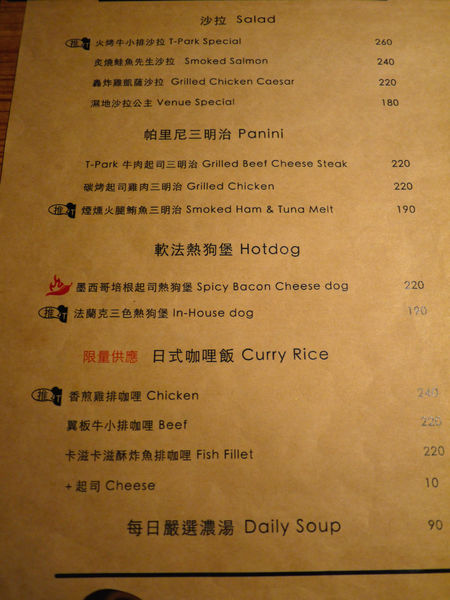 沙拉 Salad
推 火烤牛小排沙拉 T-Park Special 260
炙燒鮭魚先生沙拉 Smoked Salmon 240
轟炸雞凱薩沙拉 Grilled Chicken Caesar 220
濕地沙拉公主 Venue Special 180
帕里尼三明治 Panini
T-Park 牛肉起司三明治 Grilled Beef Cheese Steak 220
碳烤起司雞肉三明治 Grilled Chicken 220
推 煙燻火腿鮪魚三明治 Smoked Ham & Tuna Melt 190
軟法熱狗堡 Hotdog
墨西哥培根起司熱狗堡 Spicy Bacon Cheese dog 220
推 法蘭克三色熱狗堡 In-House dog 120
限量供應 日式咖哩飯 Curry Rice
推 香煎雞排咖哩 Chicken 240
翼板牛小排咖哩 Beef 220
卡滋卡滋酥炸魚排咖哩 Fish Fillet 220
+起司 Cheese 10
每日嚴選濃湯 Daily Soup 90